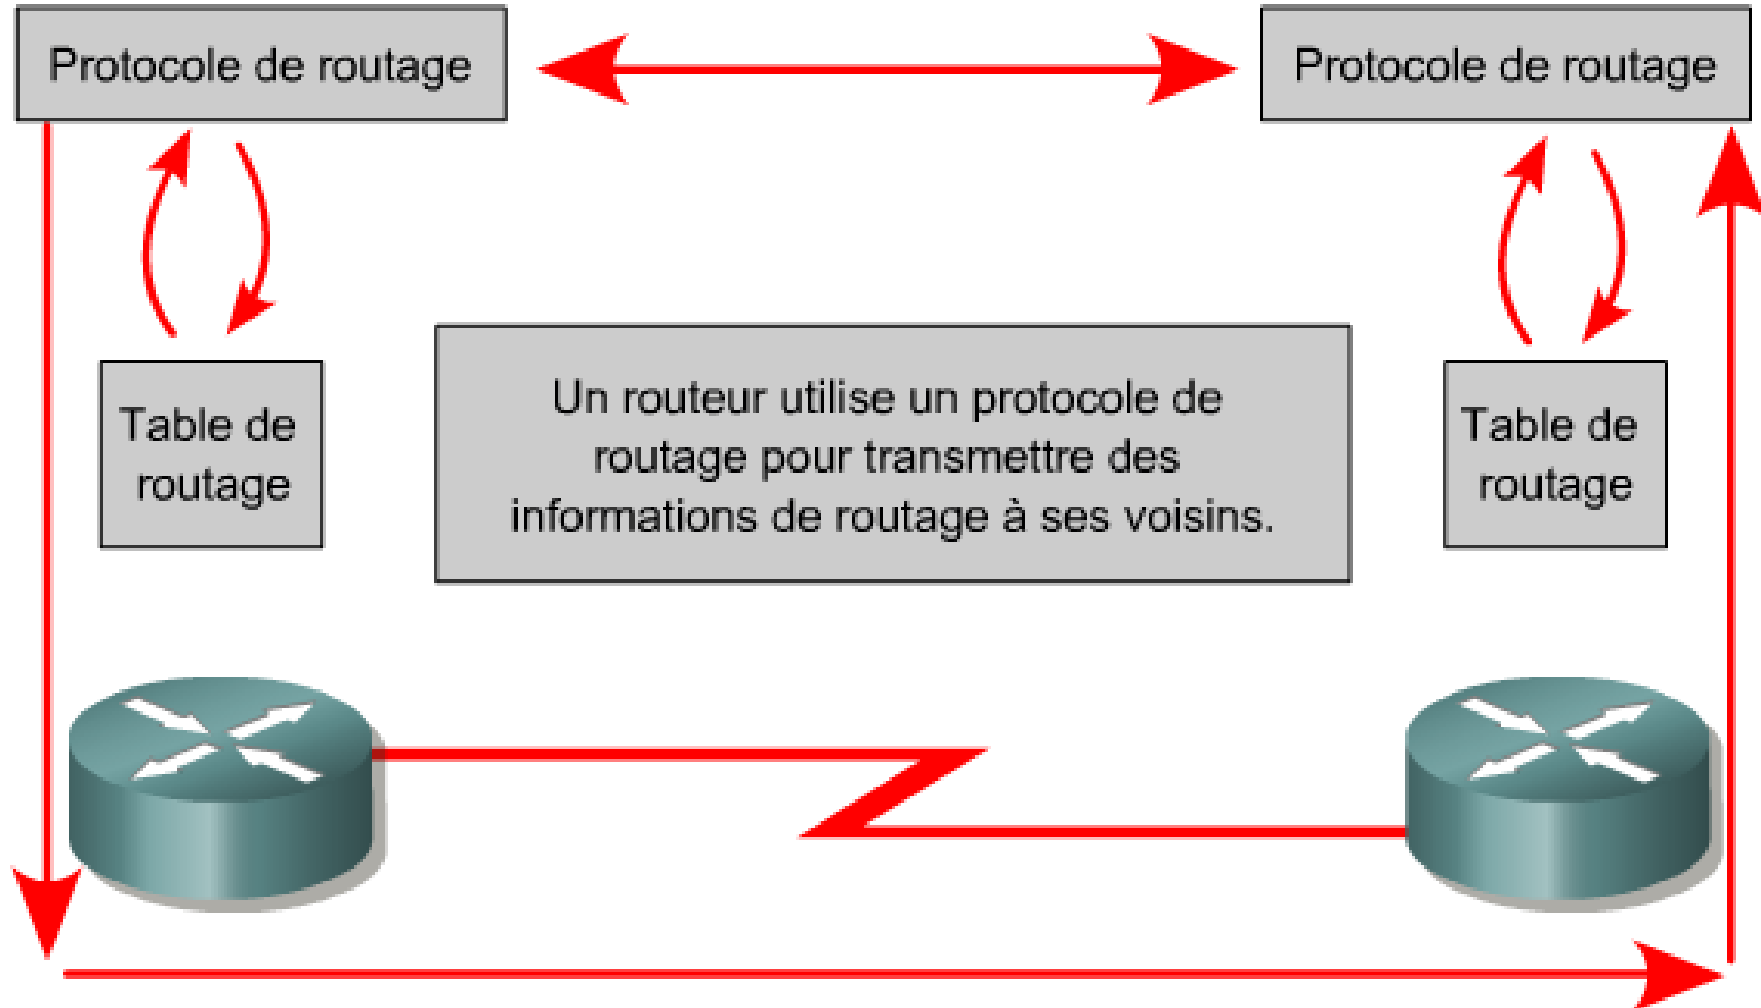 Protocole de routage
Protocole de routage
Table de
routage
Un routeur utilise un protocole de
routage pour transmettre des
informations de routage à ses voisins.
Table de
routage